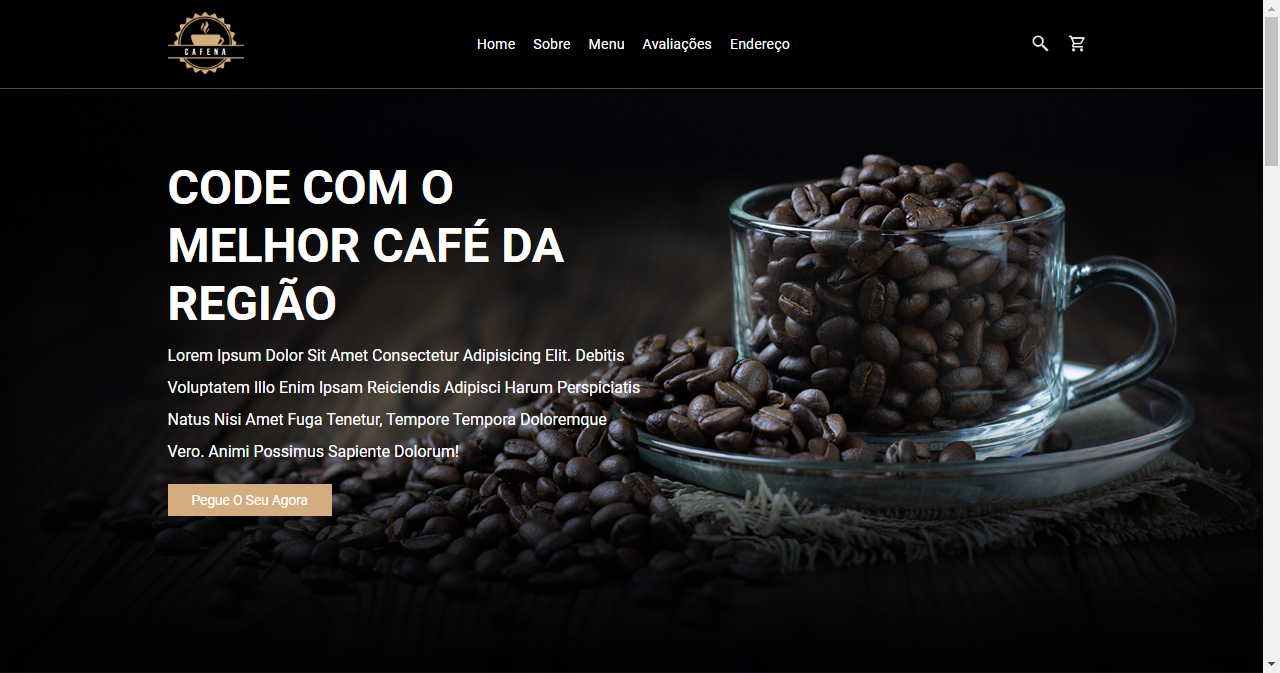 CAFENA
Home Sobre Menu Avaliações Endereço
CODE COM O
MELHOR CAFÉ DA
REGIÃO
Lorem Ipsum Dolor Sit Amet Consectetur Adipisicing Elit. Debitis
Voluptatem Illo Enim Ipsam Reiciendis Adipisci Harum Perspiciatis
Natus Nisi Amet Fuga Tenetur, Tempore Tempora Doloremque
Vero. Animi Possimus Sapiente Dolorum!
Pegue O Seu Agora